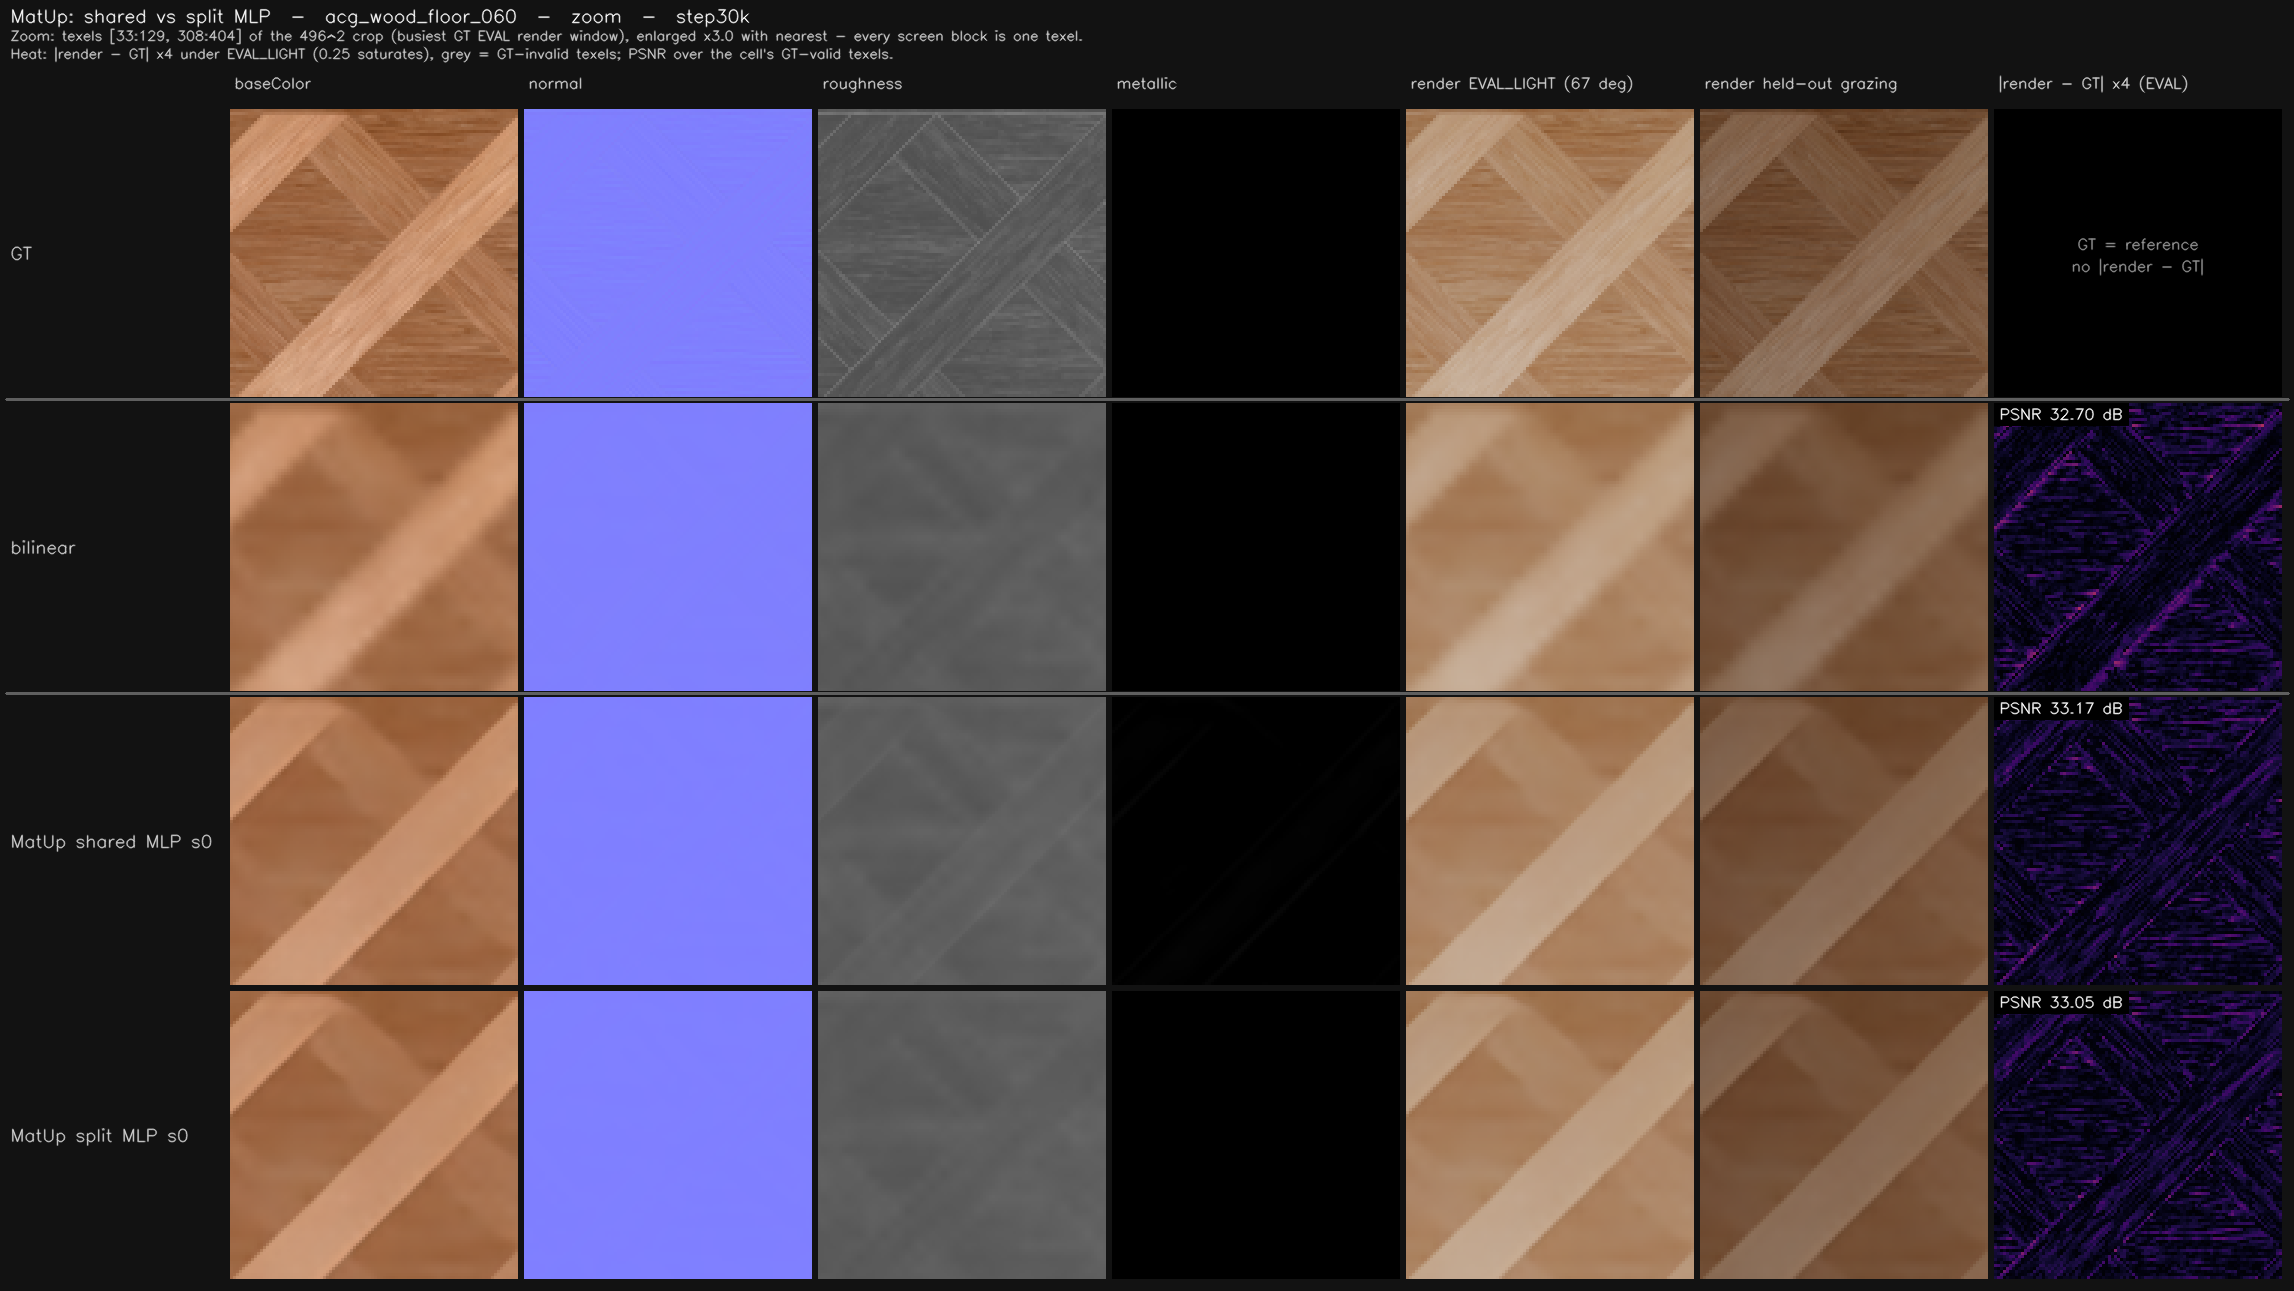 MatUp: shared vs split MLP — acg_wood_floor_060 — zoom — step30k
Zoom: texels [33:129, 308:404] of the 496^2 crop (busiest GT EVAL render window), enlarged x3.0 with nearest — every screen block is one texel.
Heat: |render — GT| x4 under EVAL_LIGHT (0.25 saturates), grey = GT-invalid texels; PSNR over the cell's GT-valid texels.
baseColor normal roughness metallic render EVAL_LIGHT (67 deg) render held-out grazing |render — GT| x4 (EVAL)
GT
GT = reference
no |render — GT|
PSNR 32.70 dB
bilinear
PSNR 33.17 dB
MatUp shared MLP s0
PSNR 33.05 dB
MatUp split MLP s0